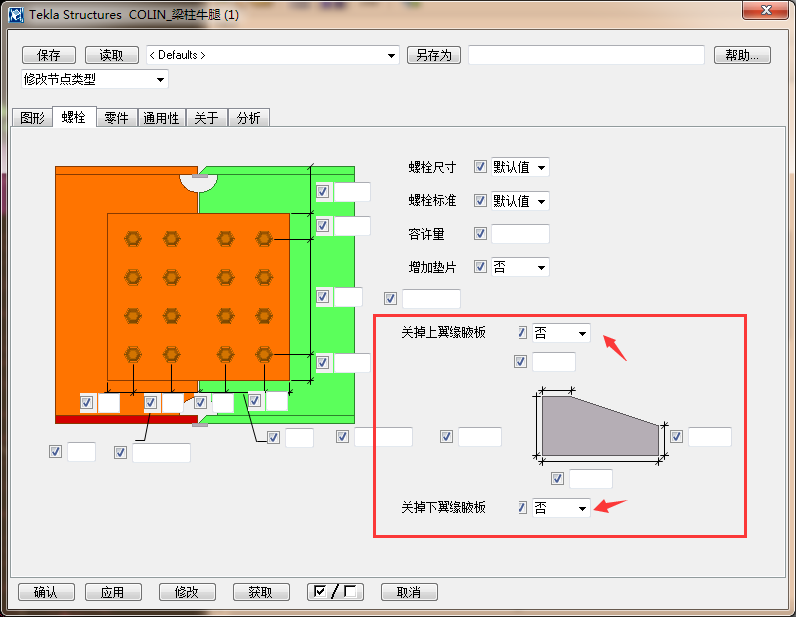 Tekla Structures COLIN_梁柱牛腿 (1)
保存 读取 < Defaults > 另存为 帮助...
修改节点类型
图形 螺栓 零件 通用性 关于 分析
螺栓尺寸 默认值
螺栓标准 默认值
容许量
增加垫片 否
关掉上翼缘腋板 否
关掉下翼缘腋板 否
确认 应用 修改 获取 / 取消